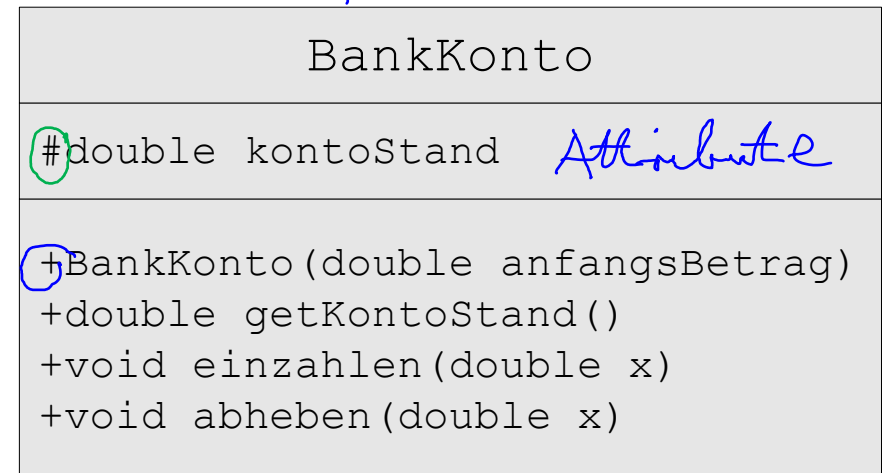 BankKonto
#double kontoStand Attribute
+BankKonto(double anfangsBetrag)
+double getKontoStand()
+void einzahlen(double x)
+void abheben(double x)